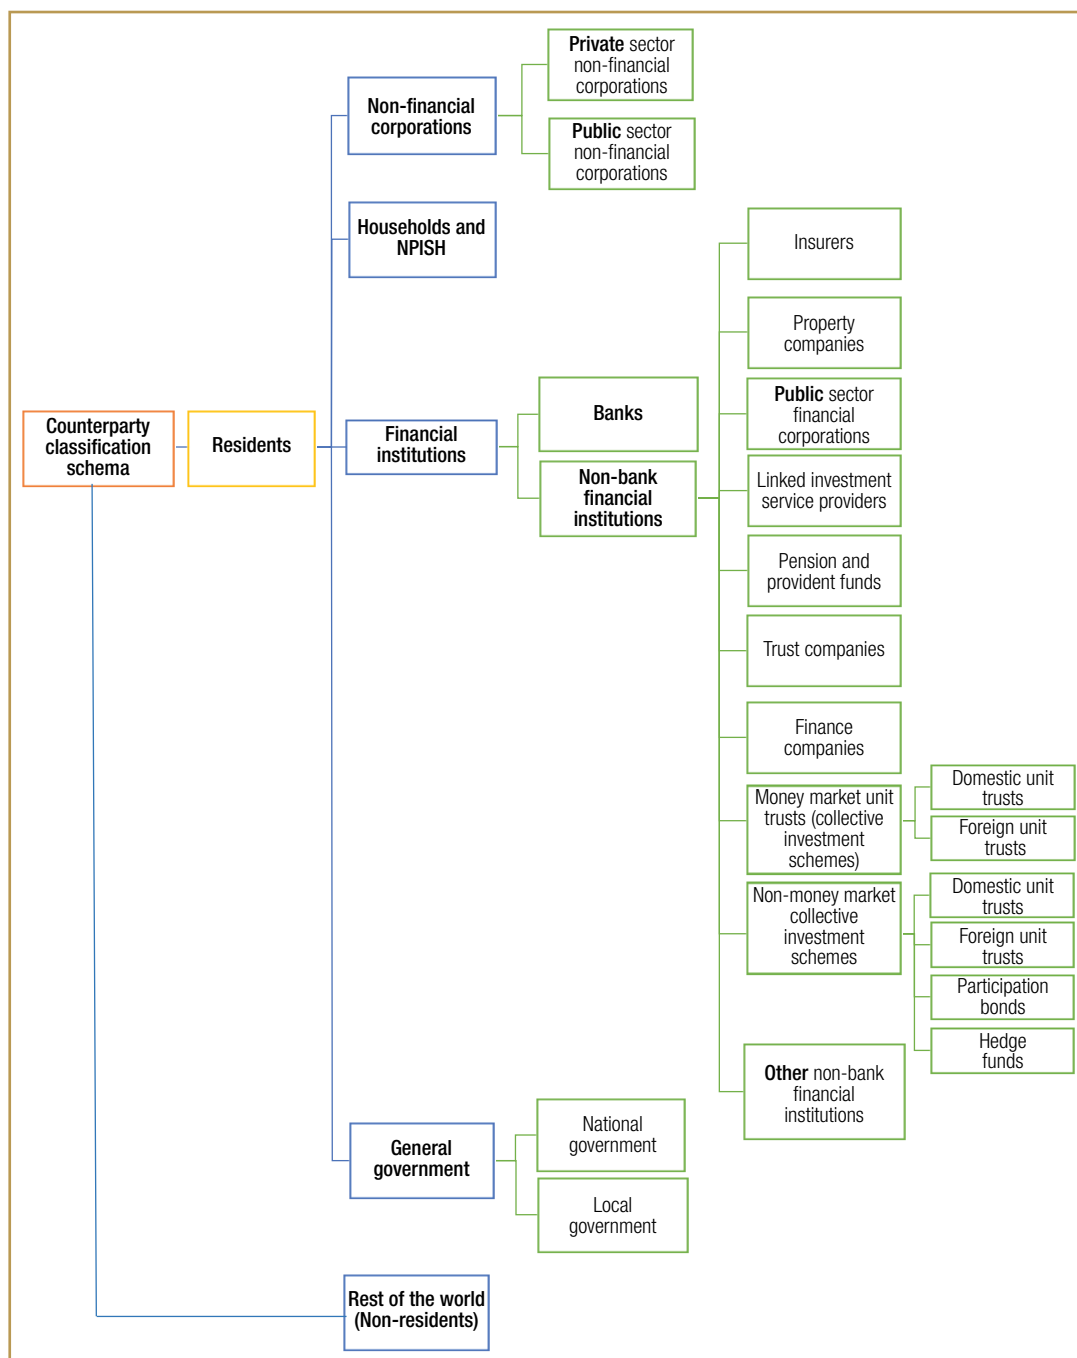 Private sector
non-financial
corporations
Non-financial
corporations
Public sector
non-financial
corporations
Households and
NPISH
Insurers
Property
companies
Counterparty
classification
schema
Residents
Financial
institutions
Banks
Non-bank
financial
institutions
Public sector
financial
corporations
Linked investment
service providers
Pension and
provident funds
Trust companies
Finance
companies
Money market unit
trusts (collective
investment
schemes)
Domestic unit
trusts
Foreign unit
trusts
Non-money market
collective
investment
schemes
Domestic unit
trusts
Foreign unit
trusts
Participation
bonds
Hedge
funds
Other non-bank
financial
institutions
General
government
National
government
Local
government
Rest of the world
(Non-residents)